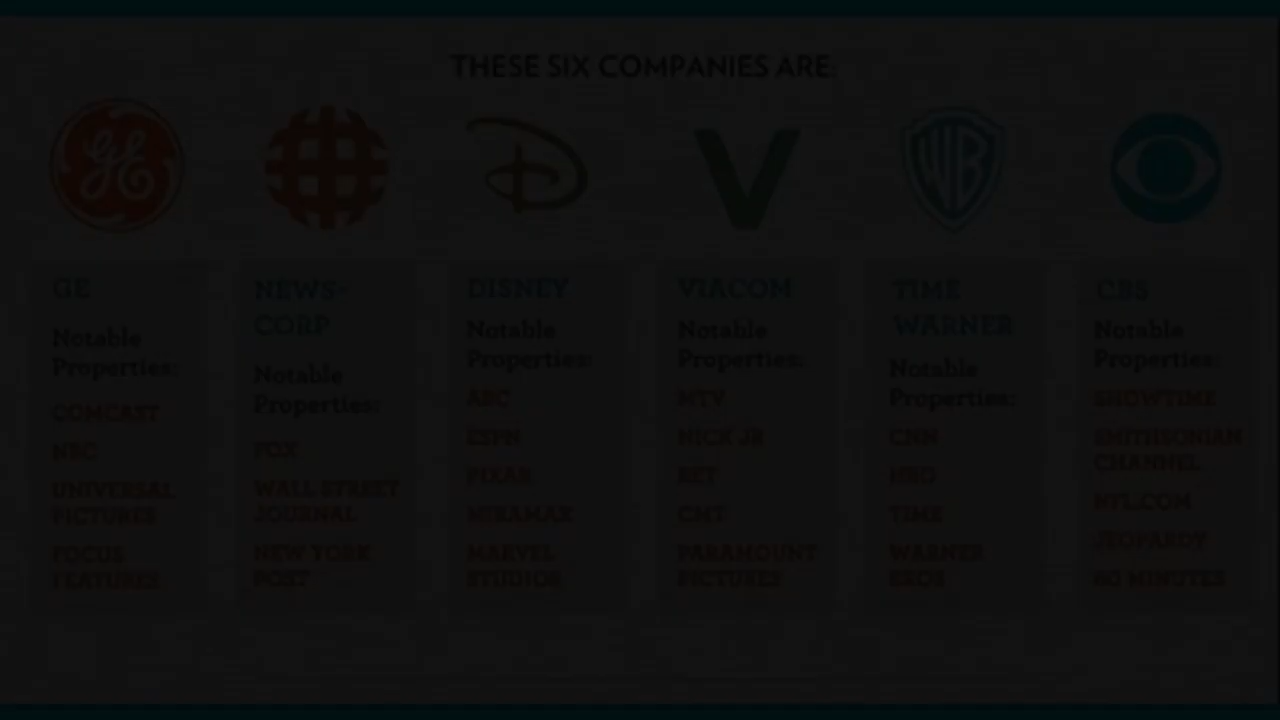 THESE SIX COMPANIES ARE:
GE
Notable
Properties:
COMCAST
NBC
UNIVERSAL
PICTURES
FOCUS
FEATURES
NEWS-
CORP
Notable
Properties:
FOX
WALL STREET
JOURNAL
NEW YORK
POST
DISNEY
Notable
Properties:
ABC
ESPN
PIXAR
MIRAMAX
MARVEL
STUDIOS
VIACOM
Notable
Properties:
MTV
NICK JR
BET
CMT
PARAMOUNT
PICTURES
WB
TIME
WARNER
Notable
Properties:
CNN
HBO
TIME
WARNER
BROS
CBS
Notable
Properties:
SHOWTIME
SMITHSONIAN
CHANNEL
NFL.COM
JEOPARDY
60 MINUTES